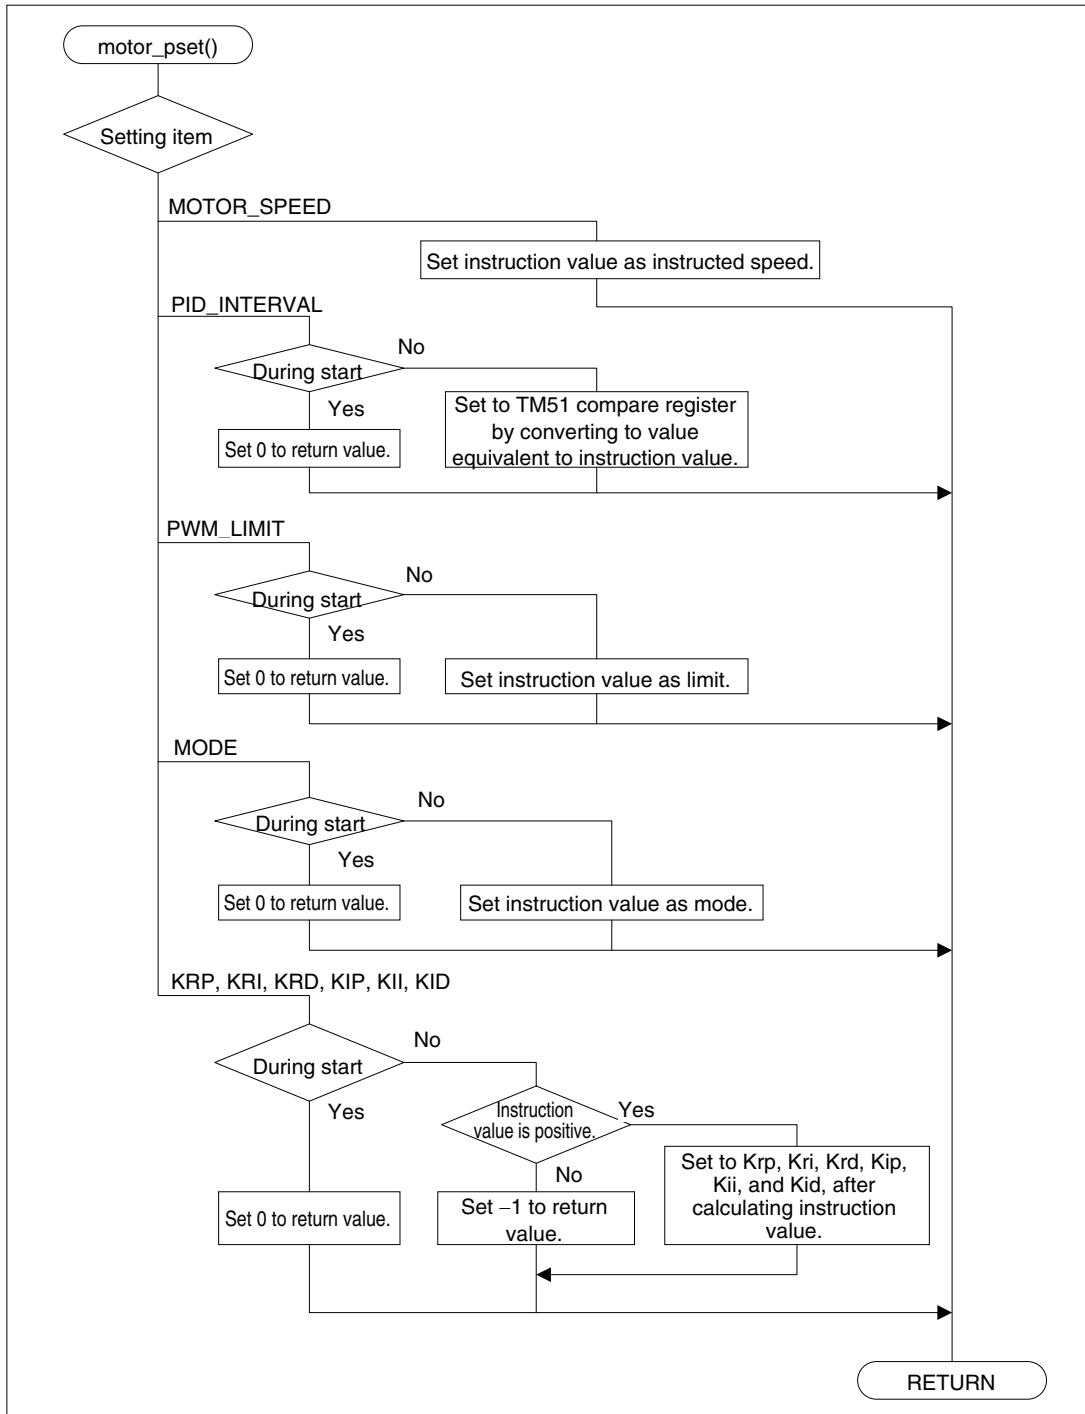 motor_pset()
Setting item
MOTOR_SPEED
Set instruction value as instructed speed.
PID_INTERVAL
During start
No
Yes
Set 0 to return value.
Set to TM51 compare register
by converting to value
equivalent to instruction value.
PWM_LIMIT
During start
No
Yes
Set 0 to return value.
Set instruction value as limit.
MODE
During start
No
Yes
Set 0 to return value.
Set instruction value as mode.
KRP, KRI, KRD, KIP, KII, KID
During start
No
Yes
Instruction
value is positive.
Yes
No
Set 0 to return value.
Set −1 to return
value.
Set to Krp, Kri, Krd, Kip,
Kii, and Kid, after
calculating instruction
value.
RETURN